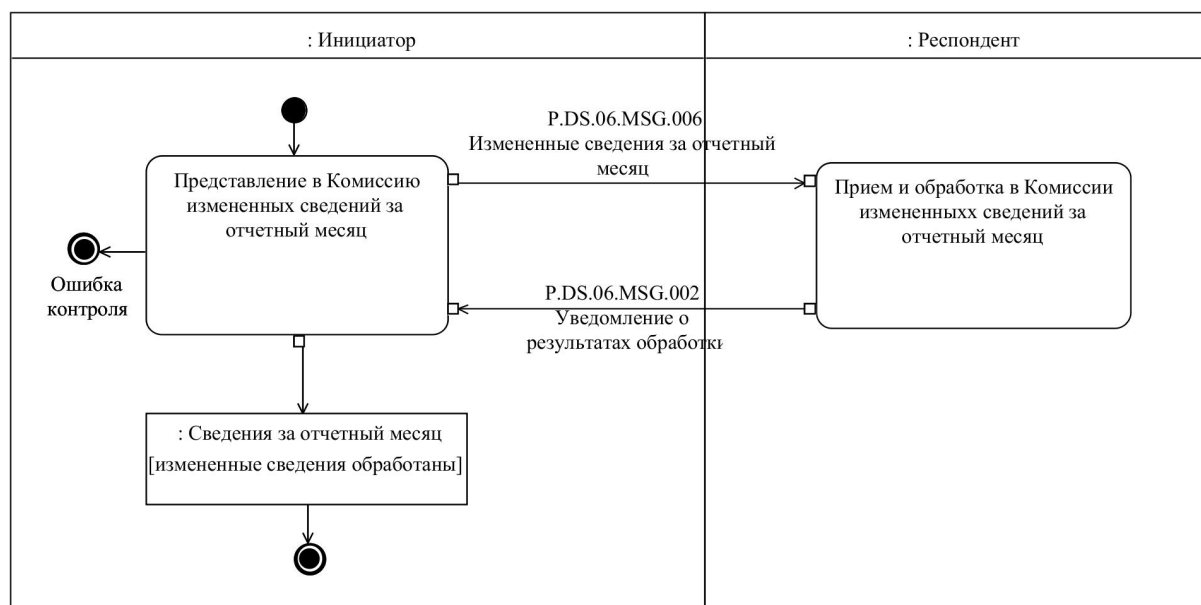 : Инициатор
: Респондент
P.DS.06.MSG.006
Измененные сведения за отчетный
месяц
Представление в Комиссию
измененных сведений за
отчетный месяц
Прием и обработка в Комиссии
измененныхх сведений за
отчетный месяц
Ошибка
контроля
P.DS.06.MSG.002
Уведомление о
результатах обработки
: Сведения за отчетный месяц
[измененные сведения обработаны]